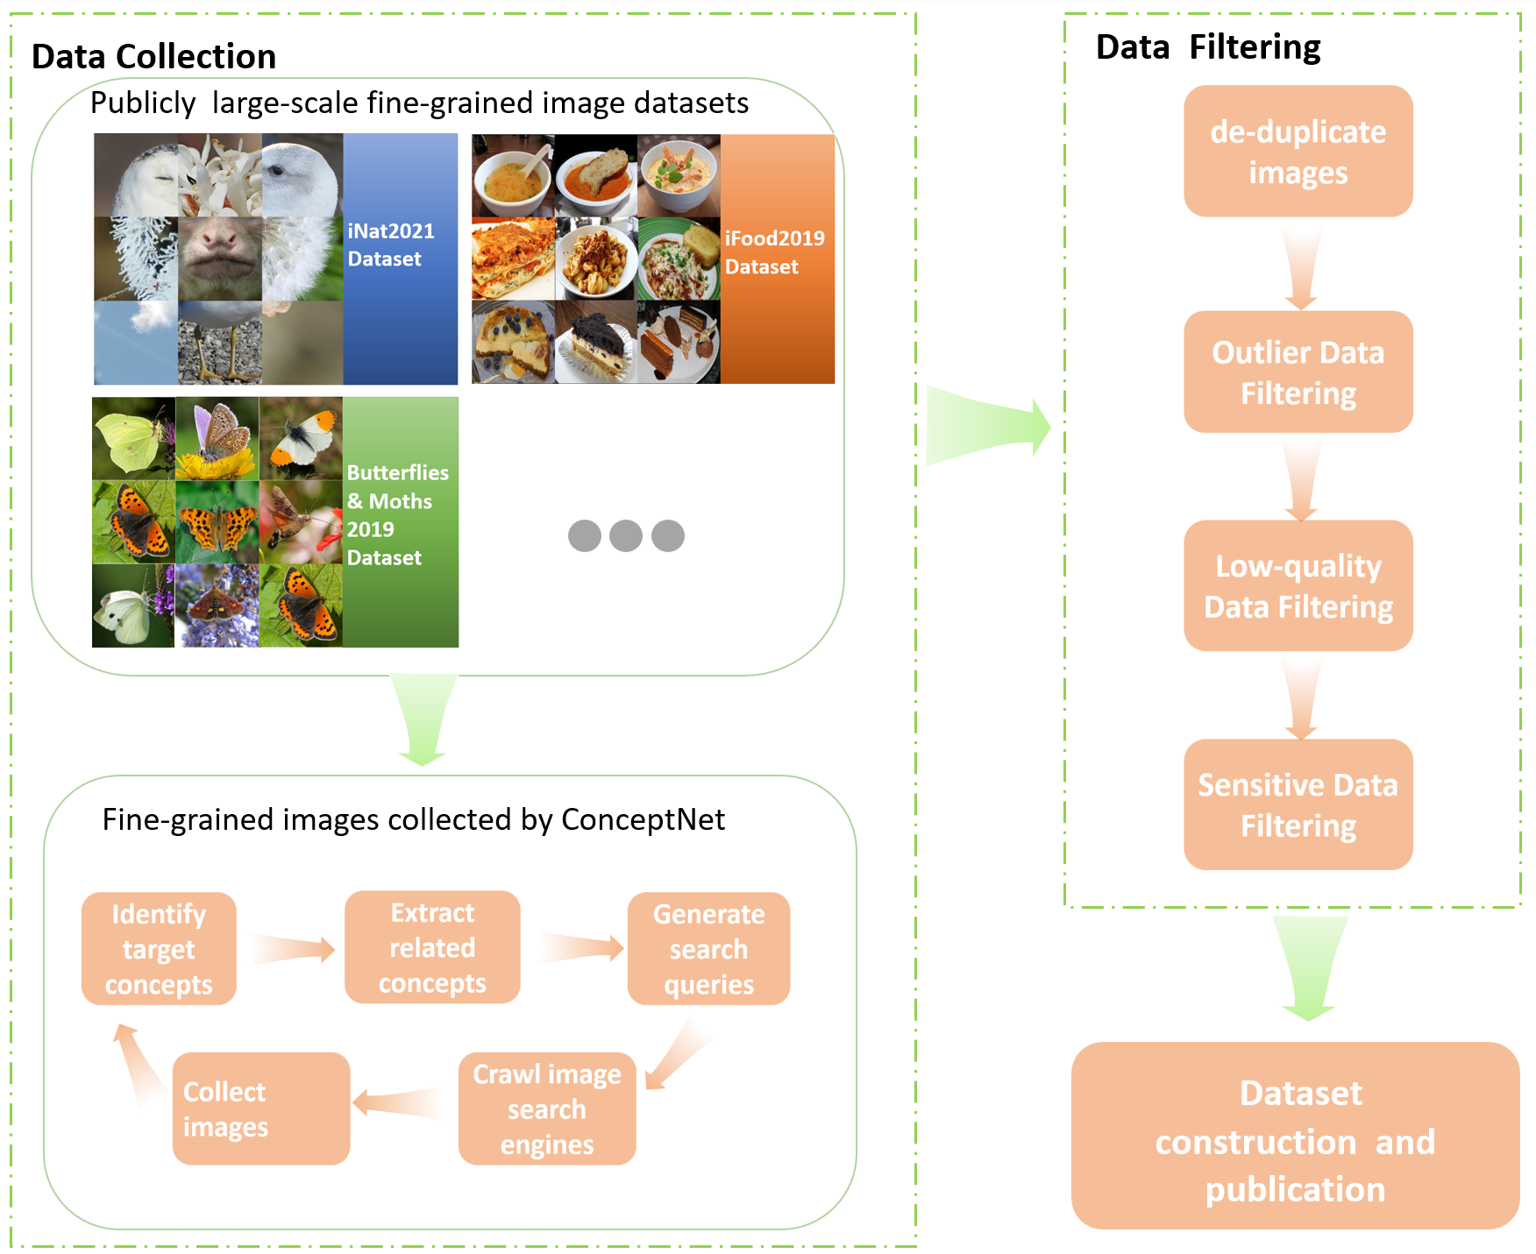 Data Collection
Publicly large-scale fine-grained image datasets
iNat2021
Dataset
iFood2019
Dataset
Butterflies
& Moths
2019
Dataset
Fine-grained images collected by ConceptNet
Identify
target
concepts
Extract
related
concepts
Generate
search
queries
Crawl image
search
engines
Collect
images
Data Filtering
de-duplicate
images
Outlier Data
Filtering
Low-quality
Data Filtering
Sensitive Data
Filtering
Dataset
construction and
publication